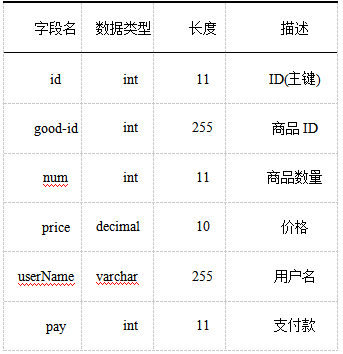 字段名 数据类型 长度 描述
id int 11 ID(主键)
good-id int 255 商品 ID
num int 11 商品数量
price decimal 10 价格
userName varchar 255 用户名
pay int 11 支付款